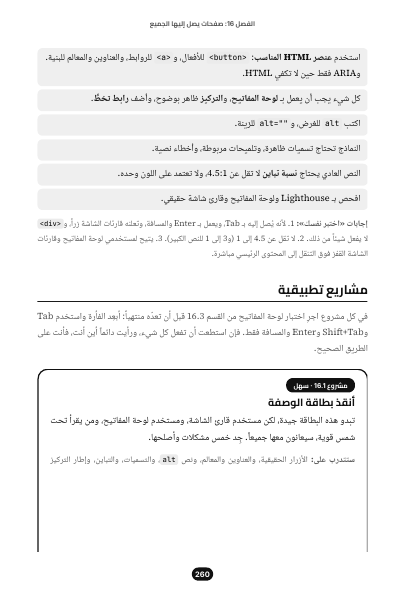 الفصل 16: صفحات يصل إليها الجميع
استخدم عنصر HTML المناسب: <button> للأفعال، و <a> للروابط، والعناوين والمعالم للبنية.
وARIA فقط حين لا تكفي HTML.
كل شيء يجب أن يعمل بـ لوحة المفاتيح، والتركيز ظاهر بوضوح، وأضف رابط تخطٍّ.
اكتب alt للغرض، و alt="" للزينة.
النماذج تحتاج تسميات ظاهرة، وتلميحات مربوطة، وأخطاء نصية.
النص العادي يحتاج نسبة تباين لا تقل عن 4.5:1، ولا تعتمد على اللون وحده.
افحص بـ Lighthouse ولوحة المفاتيح وقارئ شاشة حقيقي.
إجابات «اختبر نفسك»: 1. لأنه يُصل إليه بـ Tab، ويعمل بـ Enter والمسافة، وتعلنه قارئات الشاشة زراً، و <div>
لا يفعل شيئاً من ذلك. 2. لا تقل عن 4.5 إلى 1 (و3 إلى 1 للنص الكبير). 3. يتيح لمستخدمي لوحة المفاتيح وقارئات
الشاشة القفز فوق التنقل إلى المحتوى الرئيسي مباشرة.
مشاريع تطبيقية
في كل مشروع اجرِ اختبار لوحة المفاتيح من القسم 16.3 قبل أن تعدّه منتهياً: أبعِد الفأرة واستخدم Tab
وShift+Tab وEnter والمسافة فقط. فإن استطعت أن تفعل كل شيء، ورأيت دائماً أين أنت، فأنت على
الطريق الصحيح.
مشروع 16.1 · سهل
أنقذ بطاقة الوصفة
تبدو هذه البطاقة جيدة، لكن مستخدم قارئ الشاشة، ومستخدم لوحة المفاتيح، ومن يقرأ تحت
شمس قوية، سيعانون معها جميعاً. جِد خمس مشكلات وأصلحها.
ستتدرب على: الأزرار الحقيقية، والعناوين والمعالم، ونص alt، والتسميات، والتباين، وإطار التركيز
260